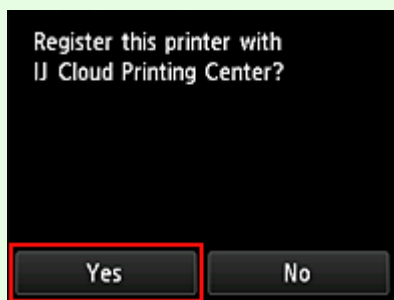 Register this printer with
IJ Cloud Printing Center?
Yes
No